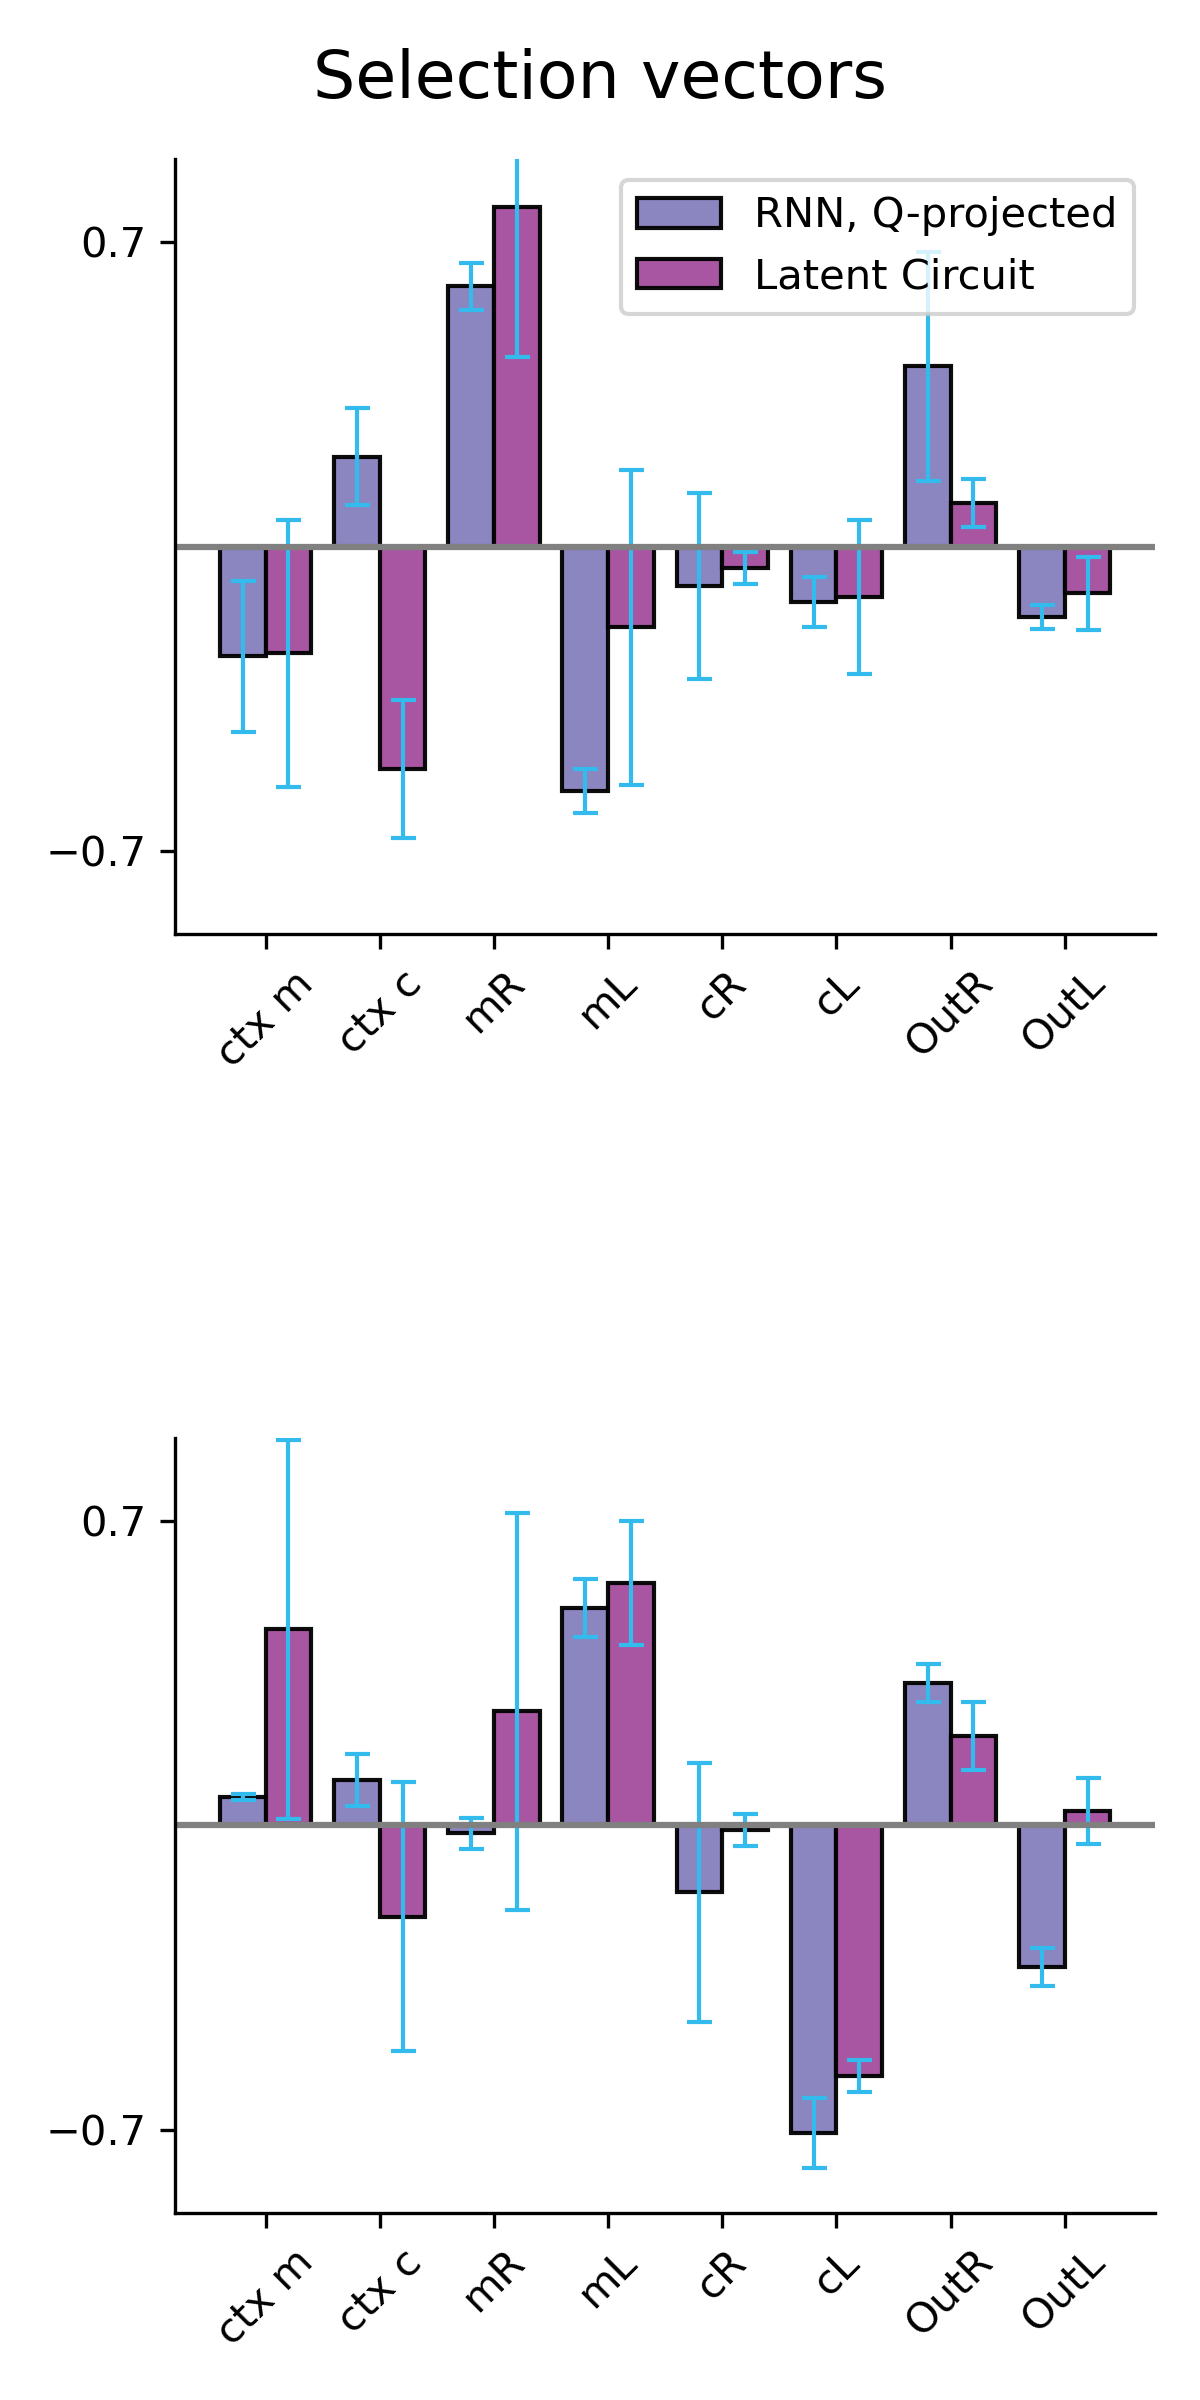 Selection vectors
RNN, Q-projected
Latent Circuit
0.7
−0.7
ctx m
ctx c
mR
mL
cR
cL
OutR
OutL
0.7
−0.7
ctx m
ctx c
mR
mL
cR
cL
OutR
OutL